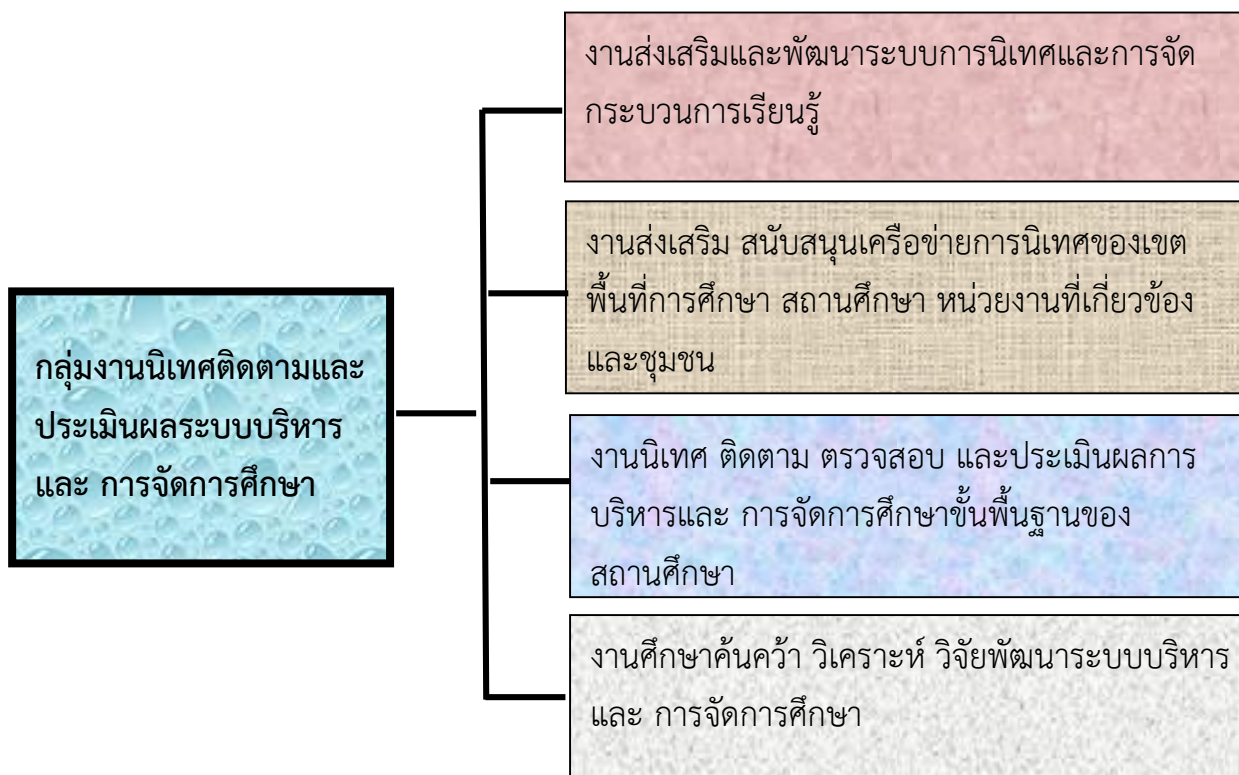 งานส่งเสริมและพัฒนาระบบการนิเทศและการจัด
กระบวนการเรียนรู้
งานส่งเสริม สนับสนุนเครือข่ายการนิเทศของเขต
พื้นที่การศึกษา สถานศึกษา หน่วยงานที่เกี่ยวข้อง
และชุมชน
กลุ่มงานนิเทศติดตามและ
ประเมินผลระบบบริหาร
และ การจัดการศึกษา
งานนิเทศ ติดตาม ตรวจสอบ และประเมินผลการ
บริหารและ การจัดการศึกษาขั้นพื้นฐานของ
สถานศึกษา
งานศึกษาค้นคว้า วิเคราะห์ วิจัยพัฒนาระบบบริหาร
และ การจัดการศึกษา